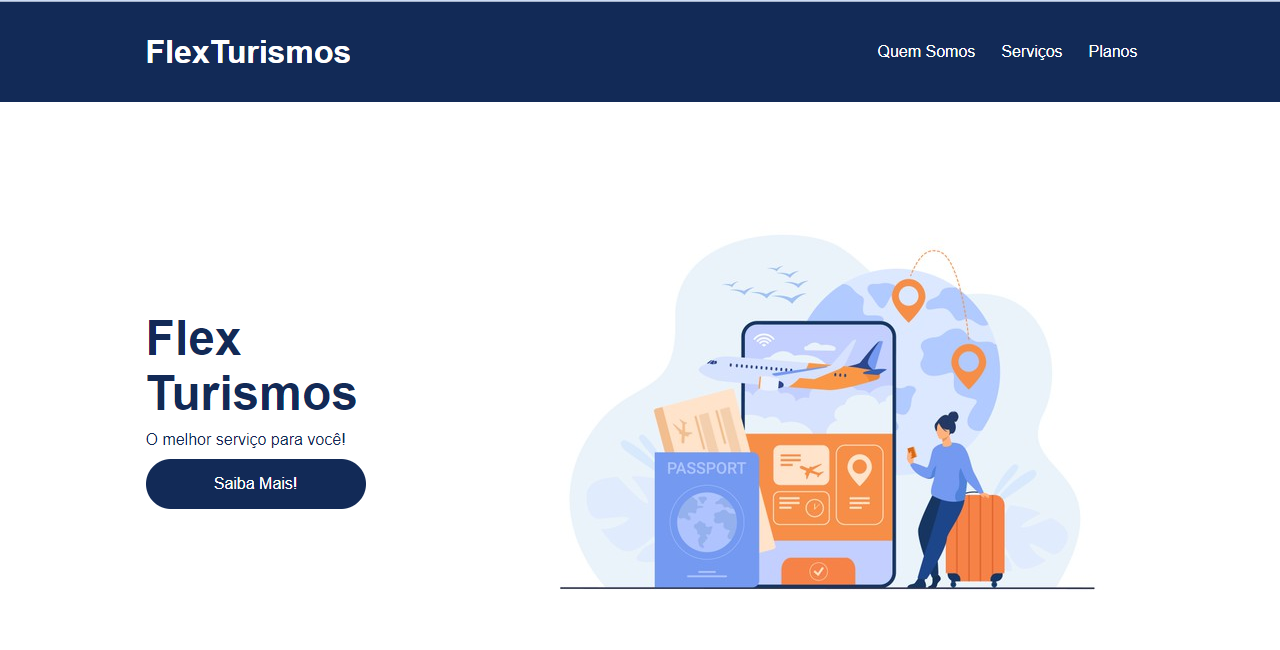 FlexTurismos
Quem Somos Serviços Planos
Flex
Turismos
O melhor serviço para você!
Saiba Mais!
PASSPORT